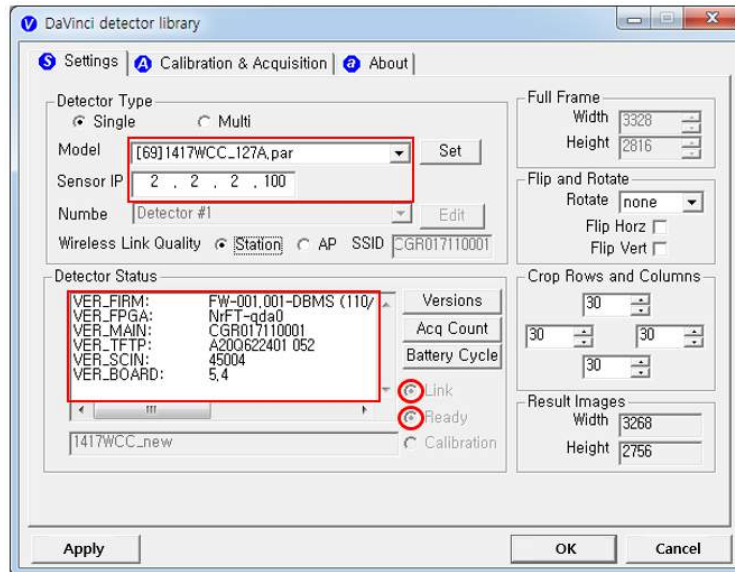 DaVinci detector library
Settings
Calibration & Acquisition
About
Detector Type
Single
Multi
Model
[69]1417WCC_127A.par
Set
Sensor IP
2 . 2 . 2 . 100
Numbe
Detector #1
Edit
Wireless Link Quality
Station
AP
SSID
CGR017110001
Detector Status
VER_FIRM: FW-001.001-DBMS (110/
VER_FPGA: NrFT-qda0
VER_MAIN: CGR017110001
VER_TFTP: A20Q622401 052
VER_SCIN: 45004
VER_BOARD: 5.4
Versions
Acq Count
Battery Cycle
Link
Ready
Calibration
1417WCC_new
Full Frame
Width 3328
Height 2816
Flip and Rotate
Rotate none
Flip Horz
Flip Vert
Crop Rows and Columns
30
30 30
30
Result Images
Width 3268
Height 2756
Apply
OK
Cancel